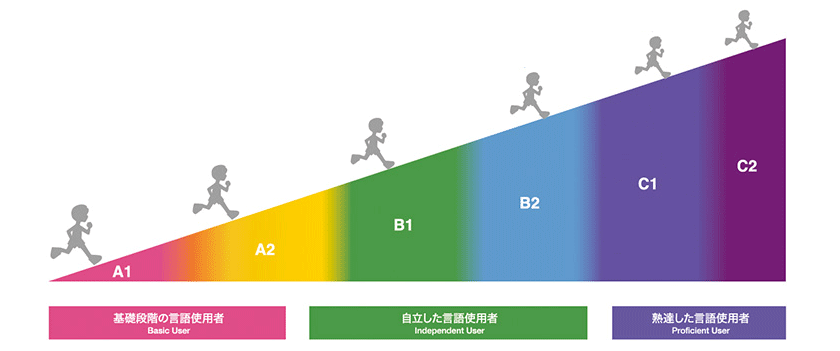 A1
A2
B1
B2
C1
C2
基礎段階の言語使用者
Basic User
自立した言語使用者
Independent User
熟達した言語使用者
Proficient User